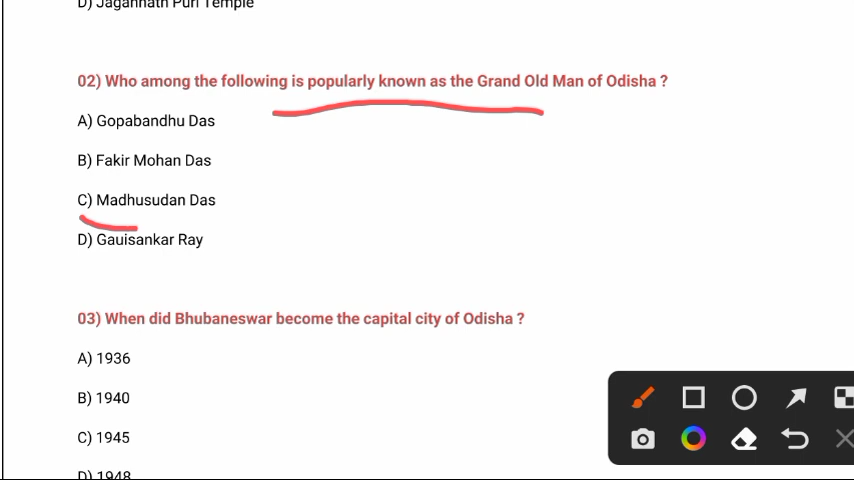 D) Jagannath Puri Temple
02) Who among the following is popularly known as the Grand Old Man of Odisha ?
A) Gopabandhu Das
B) Fakir Mohan Das
C) Madhusudan Das
D) Gauisankar Ray
03) When did Bhubaneswar become the capital city of Odisha ?
A) 1936
B) 1940
C) 1945
D) 1948